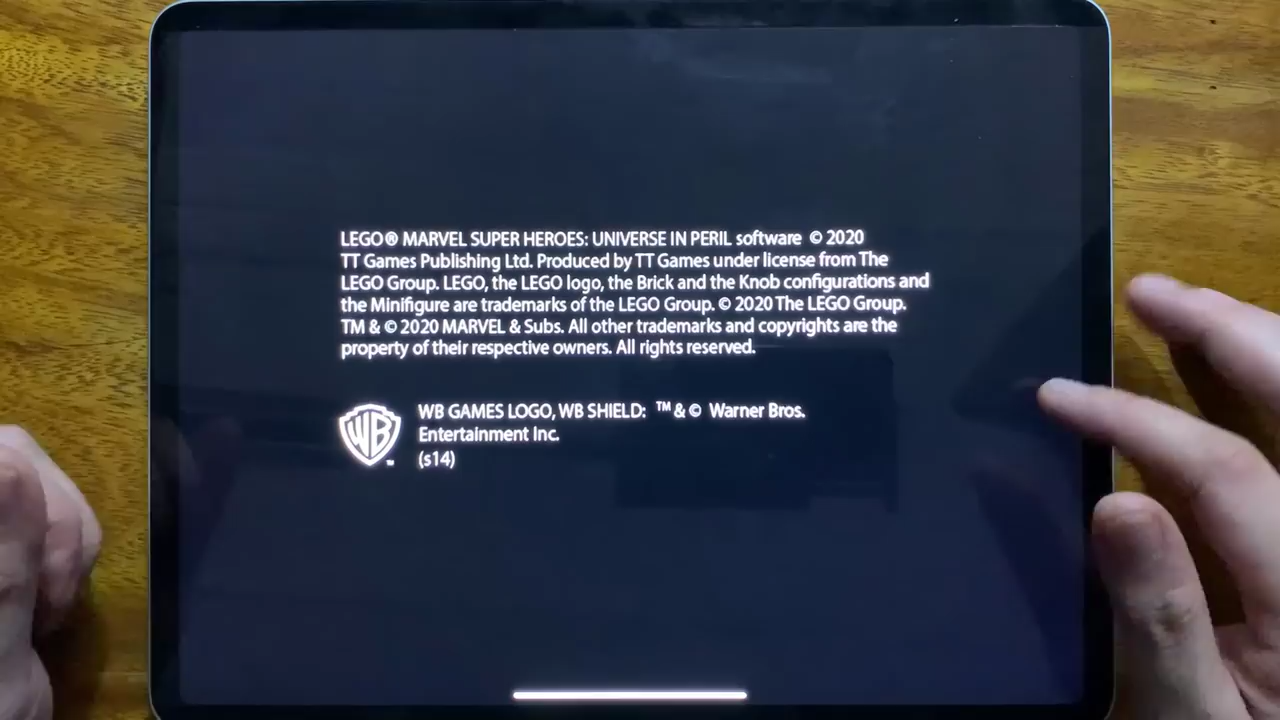 LEGO® MARVEL SUPER HEROES: UNIVERSE IN PERIL software © 2020
TT Games Publishing Ltd. Produced by TT Games under license from The
LEGO Group. LEGO, the LEGO logo, the Brick and the Knob configurations and
the Minifigure are trademarks of the LEGO Group. © 2020 The LEGO Group.
TM & © 2020 MARVEL & Subs. All other trademarks and copyrights are the
property of their respective owners. All rights reserved.
WB GAMES LOGO, WB SHIELD: ™ & © Warner Bros.
Entertainment Inc.
(s14)
WB™